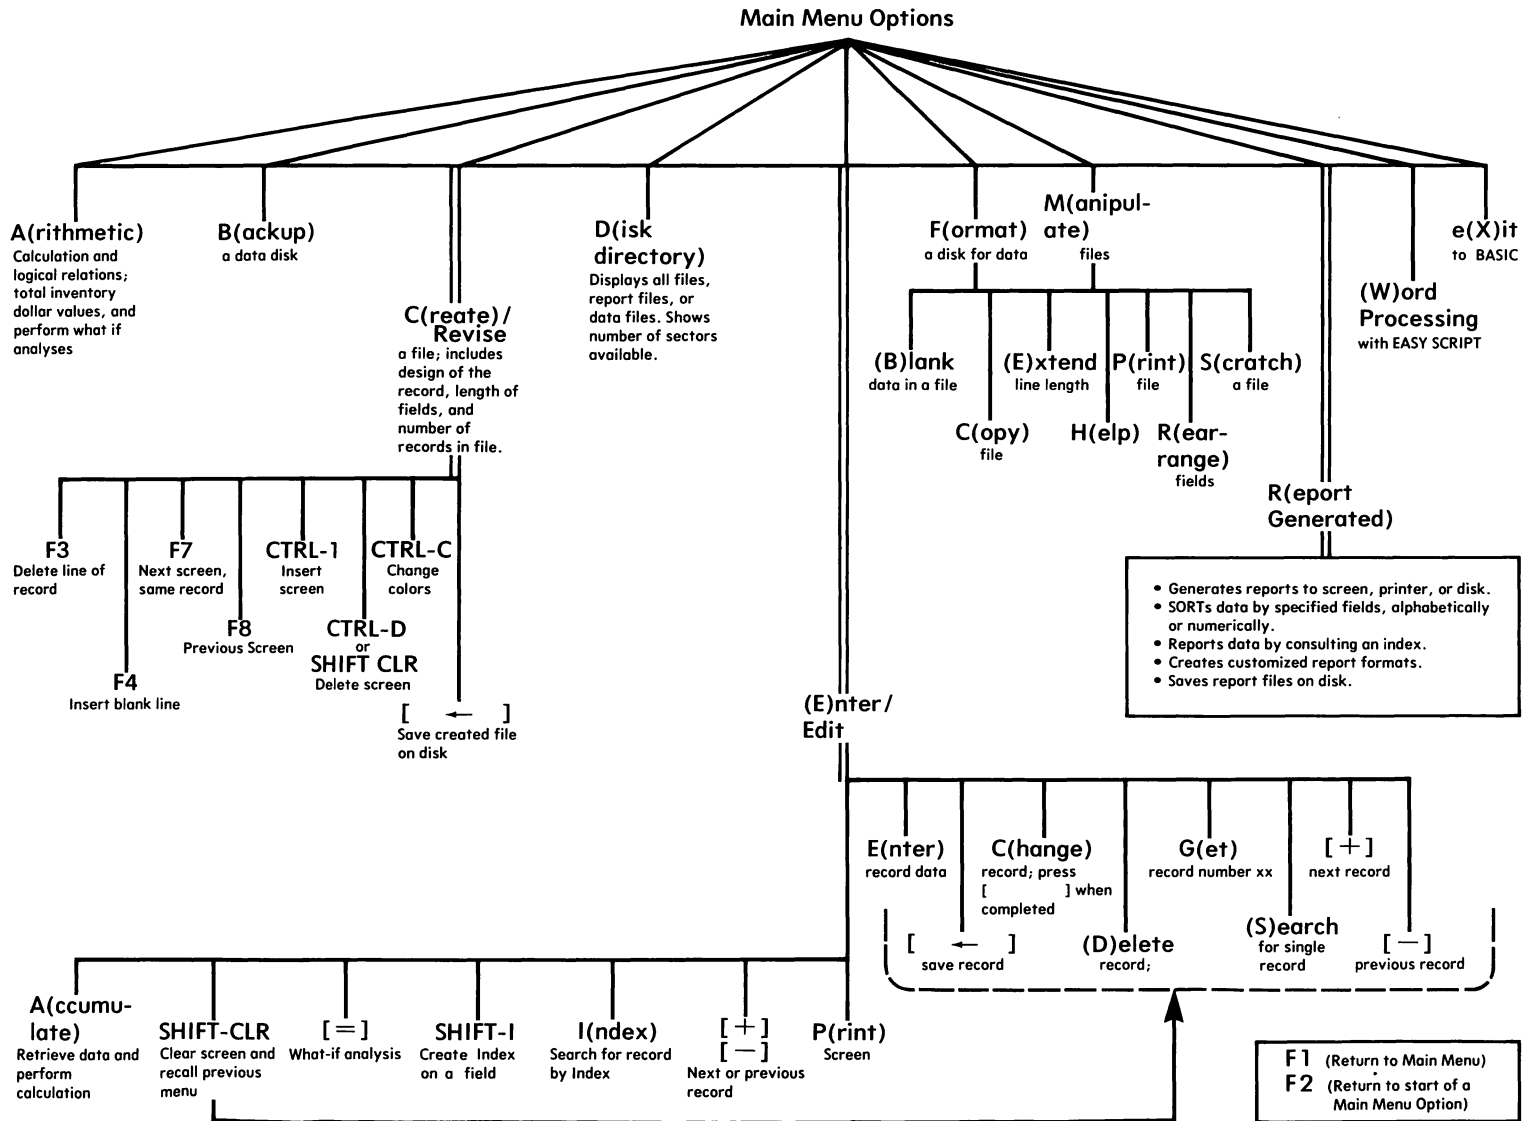 Main Menu Options
A(rithmetic)
Calculation and
logical relations;
total inventory
dollar values, and
perform what if
analyses
B(ackup)
a data disk
C(reate)/
Revise
a file; includes
design of the
record, length of
fields, and
number of
records in file.
D(isk
directory)
Displays all files,
report files, or
data files. Shows
number of sectors
available.
F(ormat)
a disk for data
M(anipul-
ate)
files
e(X)it
to BASIC
(W)ord
Processing
with EASY SCRIPT
(B)lank
data in a file
(E)xtend
line length
P(rint)
file
S(cratch)
a file
C(opy)
file
H(elp)
R(ear-
range)
fields
R(eport
Generated)
• Generates reports to screen, printer, or disk.
• SORTs data by specified fields, alphabetically
or numerically.
• Reports data by consulting an index.
• Creates customized report formats.
• Saves report files on disk.
F3
Delete line of
record
F7
Next screen,
same record
CTRL-1
Insert
screen
CTRL-C
Change
colors
F8
Previous Screen
CTRL-D
or
SHIFT CLR
Delete screen
F4
Insert blank line
[ ← ]
Save created file
on disk
(E)nter/
Edit
E(nter)
record data
C(hange)
record; press
[ ] when
completed
G(et)
record number xx
[+]
next record
[ ← ]
save record
(D)elete
record;
(S)earch
for single
record
[−]
previous record
A(ccumu-
late)
Retrieve data and
perform
calculation
SHIFT-CLR
Clear screen and
recall previous
menu
[=]
What-if analysis
SHIFT-I
Create Index
on a field
I(ndex)
Search for record
by Index
[+]
[−]
Next or previous
record
P(rint)
Screen
F1 (Return to Main Menu)
F2 (Return to start of a
Main Menu Option)